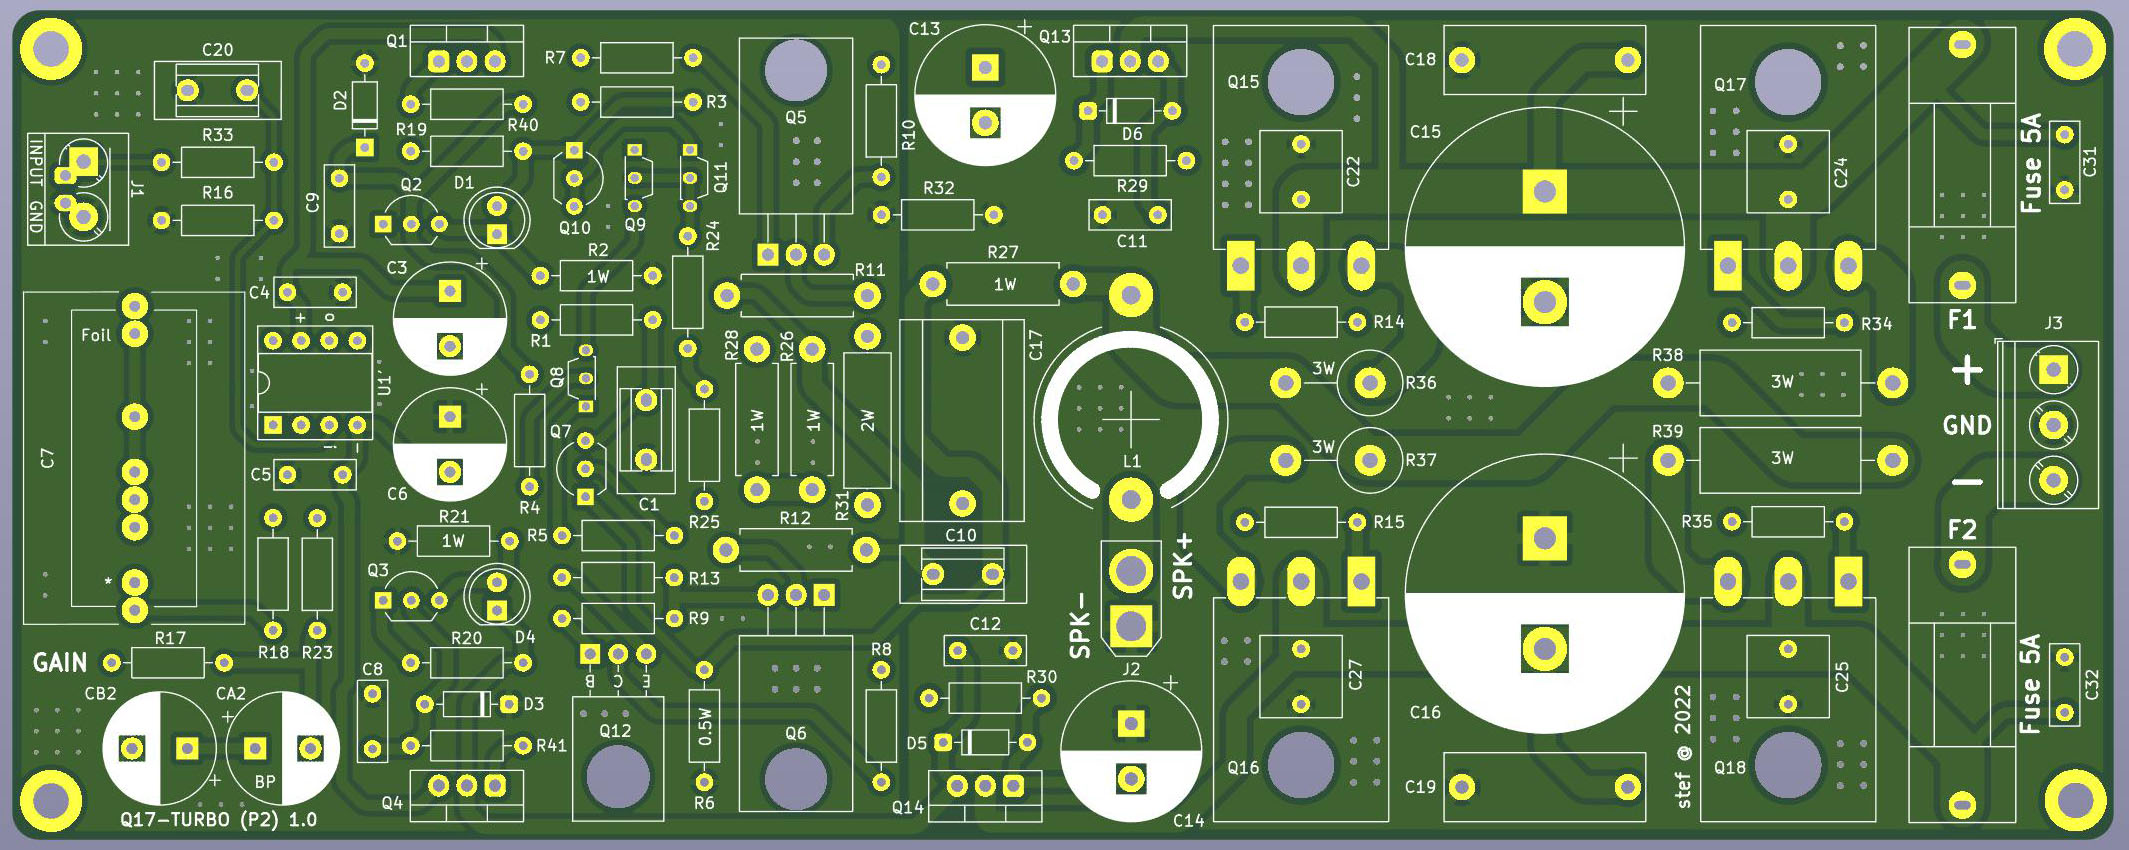 C20
Q1
R7
C13
Q13
C18
D2
R3
Q15
Q17
R19
R40
Q5
R10
D6
C15
Fuse 5A
C31
INPUT
GND
J1
R33
R16
C9
Q2
D1
Q10
Q9
Q11
R24
R32
R29
C11
C22
C24
C3
R2
1W
R11
R27
1W
C4
+
o
R1
R14
R34
F1
J3
Foil
R28
R26
C17
R38
3W
+
U1
Q8
3W
R36
C7
1W
1W
2W
GND
R39
3W
Q7
L1
3W
R37
C5
C6
R4
C1
R25
R31
R21
1W
R5
R12
C10
R15
R35
F2
*
Q3
R13
SPK+
SPK-
R9
R17
R18
R23
R20
D4
B
C
E
R8
C12
J2
C27
C25
Fuse 5A
C32
GAIN
CB2
CA2
C8
D3
0.5W
R30
C16
stef @ 2022
R41
Q12
Q6
D5
Q16
Q18
BP
Q4
R6
Q14
C14
C19
Q17-TURBO (P2) 1.0